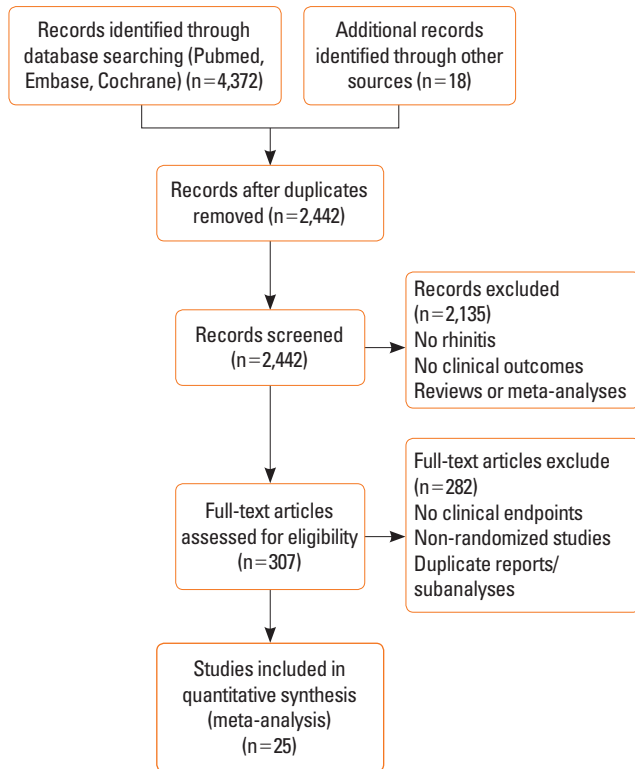 Records identified through
database searching (Pubmed,
Embase, Cochrane) (n=4,372)
Additional records
identified through other
sources (n=18)
Records after duplicates
removed (n=2,442)
Records screened
(n=2,442)
Records excluded
(n=2,135)
No rhinitis
No clinical outcomes
Reviews or meta-analyses
Full-text articles
assessed for eligibility
(n=307)
Full-text articles exclude
(n=282)
No clinical endpoints
Non-randomized studies
Duplicate reports/
subanalyses
Studies included in
quantitative synthesis
(meta-analysis)
(n=25)